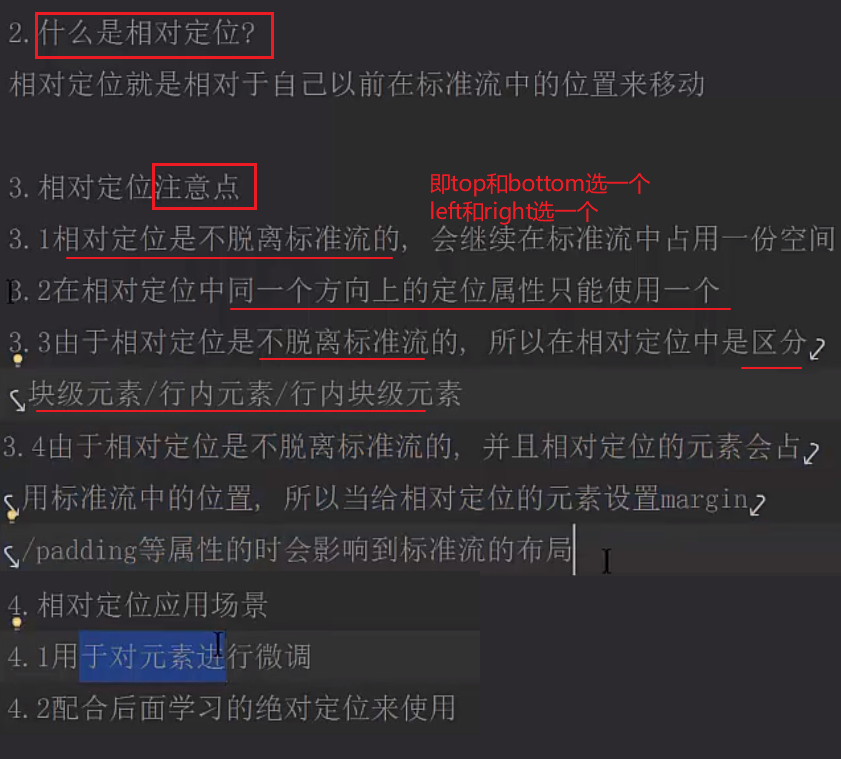 2.什么是相对定位?
相对定位就是相对于自己以前在标准流中的位置来移动
3.相对定位注意点
即top和bottom选一个
left和right选一个
3.1相对定位是不脱离标准流的, 会继续在标准流中占用一份空间
3.2在相对定位中同一个方向上的定位属性只能使用一个
3.3由于相对定位是不脱离标准流的, 所以在相对定位中是区分
块级元素/行内元素/行内块级元素
3.4由于相对定位是不脱离标准流的, 并且相对定位的元素会占
用标准流中的位置, 所以当给相对定位的元素设置margin
/padding等属性的时会影响到标准流的布局
4.相对定位应用场景
4.1用于对元素进行微调
4.2配合后面学习的绝对定位来使用